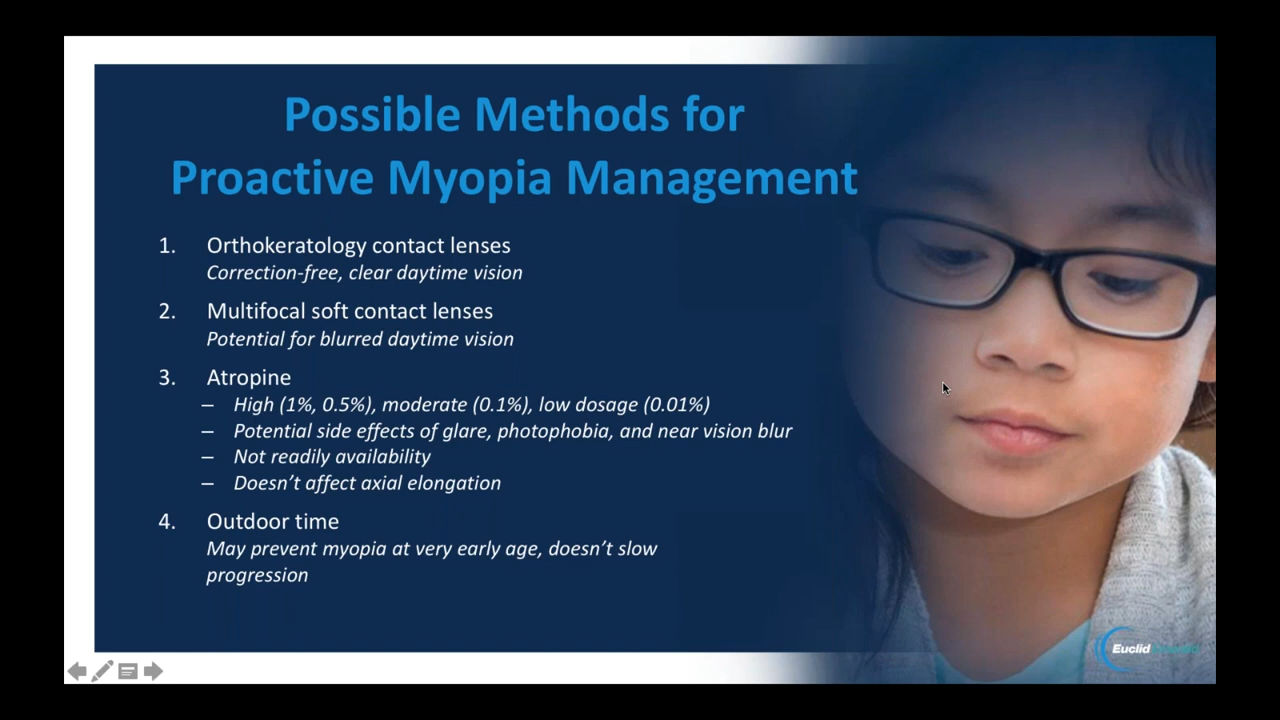 Possible Methods for
Proactive Myopia Management
1. Orthokeratology contact lenses
Correction-free, clear daytime vision
2. Multifocal soft contact lenses
Potential for blurred daytime vision
3. Atropine
– High (1%, 0.5%), moderate (0.1%), low dosage (0.01%)
– Potential side effects of glare, photophobia, and near vision blur
– Not readily availability
– Doesn't affect axial elongation
4. Outdoor time
May prevent myopia at very early age, doesn't slow
progression
Euclid